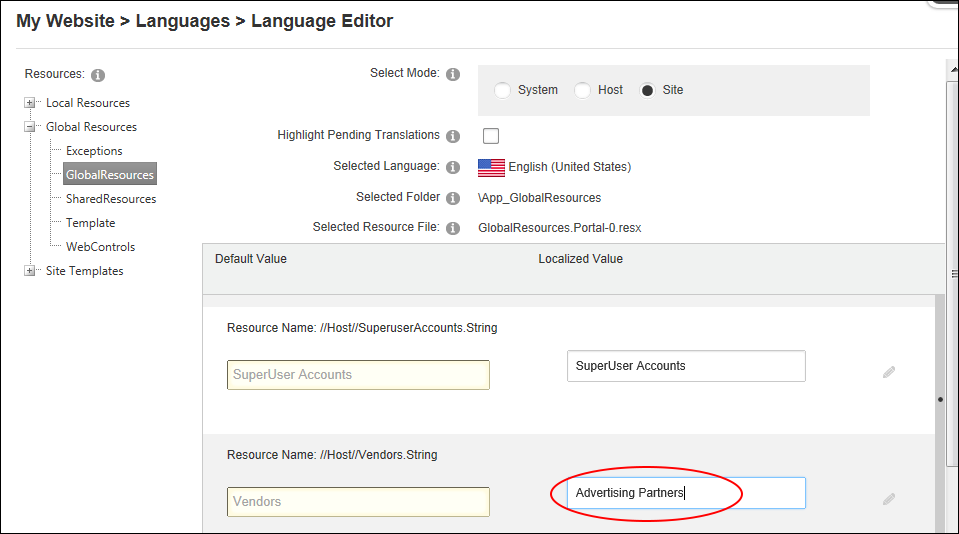 My Website > Languages > Language Editor
Resources:
Local Resources
Global Resources
Exceptions
GlobalResources
SharedResources
Template
WebControls
Site Templates
Select Mode:
System Host Site
Highlight Pending Translations
Selected Language: English (United States)
Selected Folder \App_GlobalResources
Selected Resource File: GlobalResources.Portal-0.resx
Default Value Localized Value
Resource Name: //Host//SuperuserAccounts.String
SuperUser Accounts SuperUser Accounts
Resource Name: //Host//Vendors.String
Vendors Advertising Partners